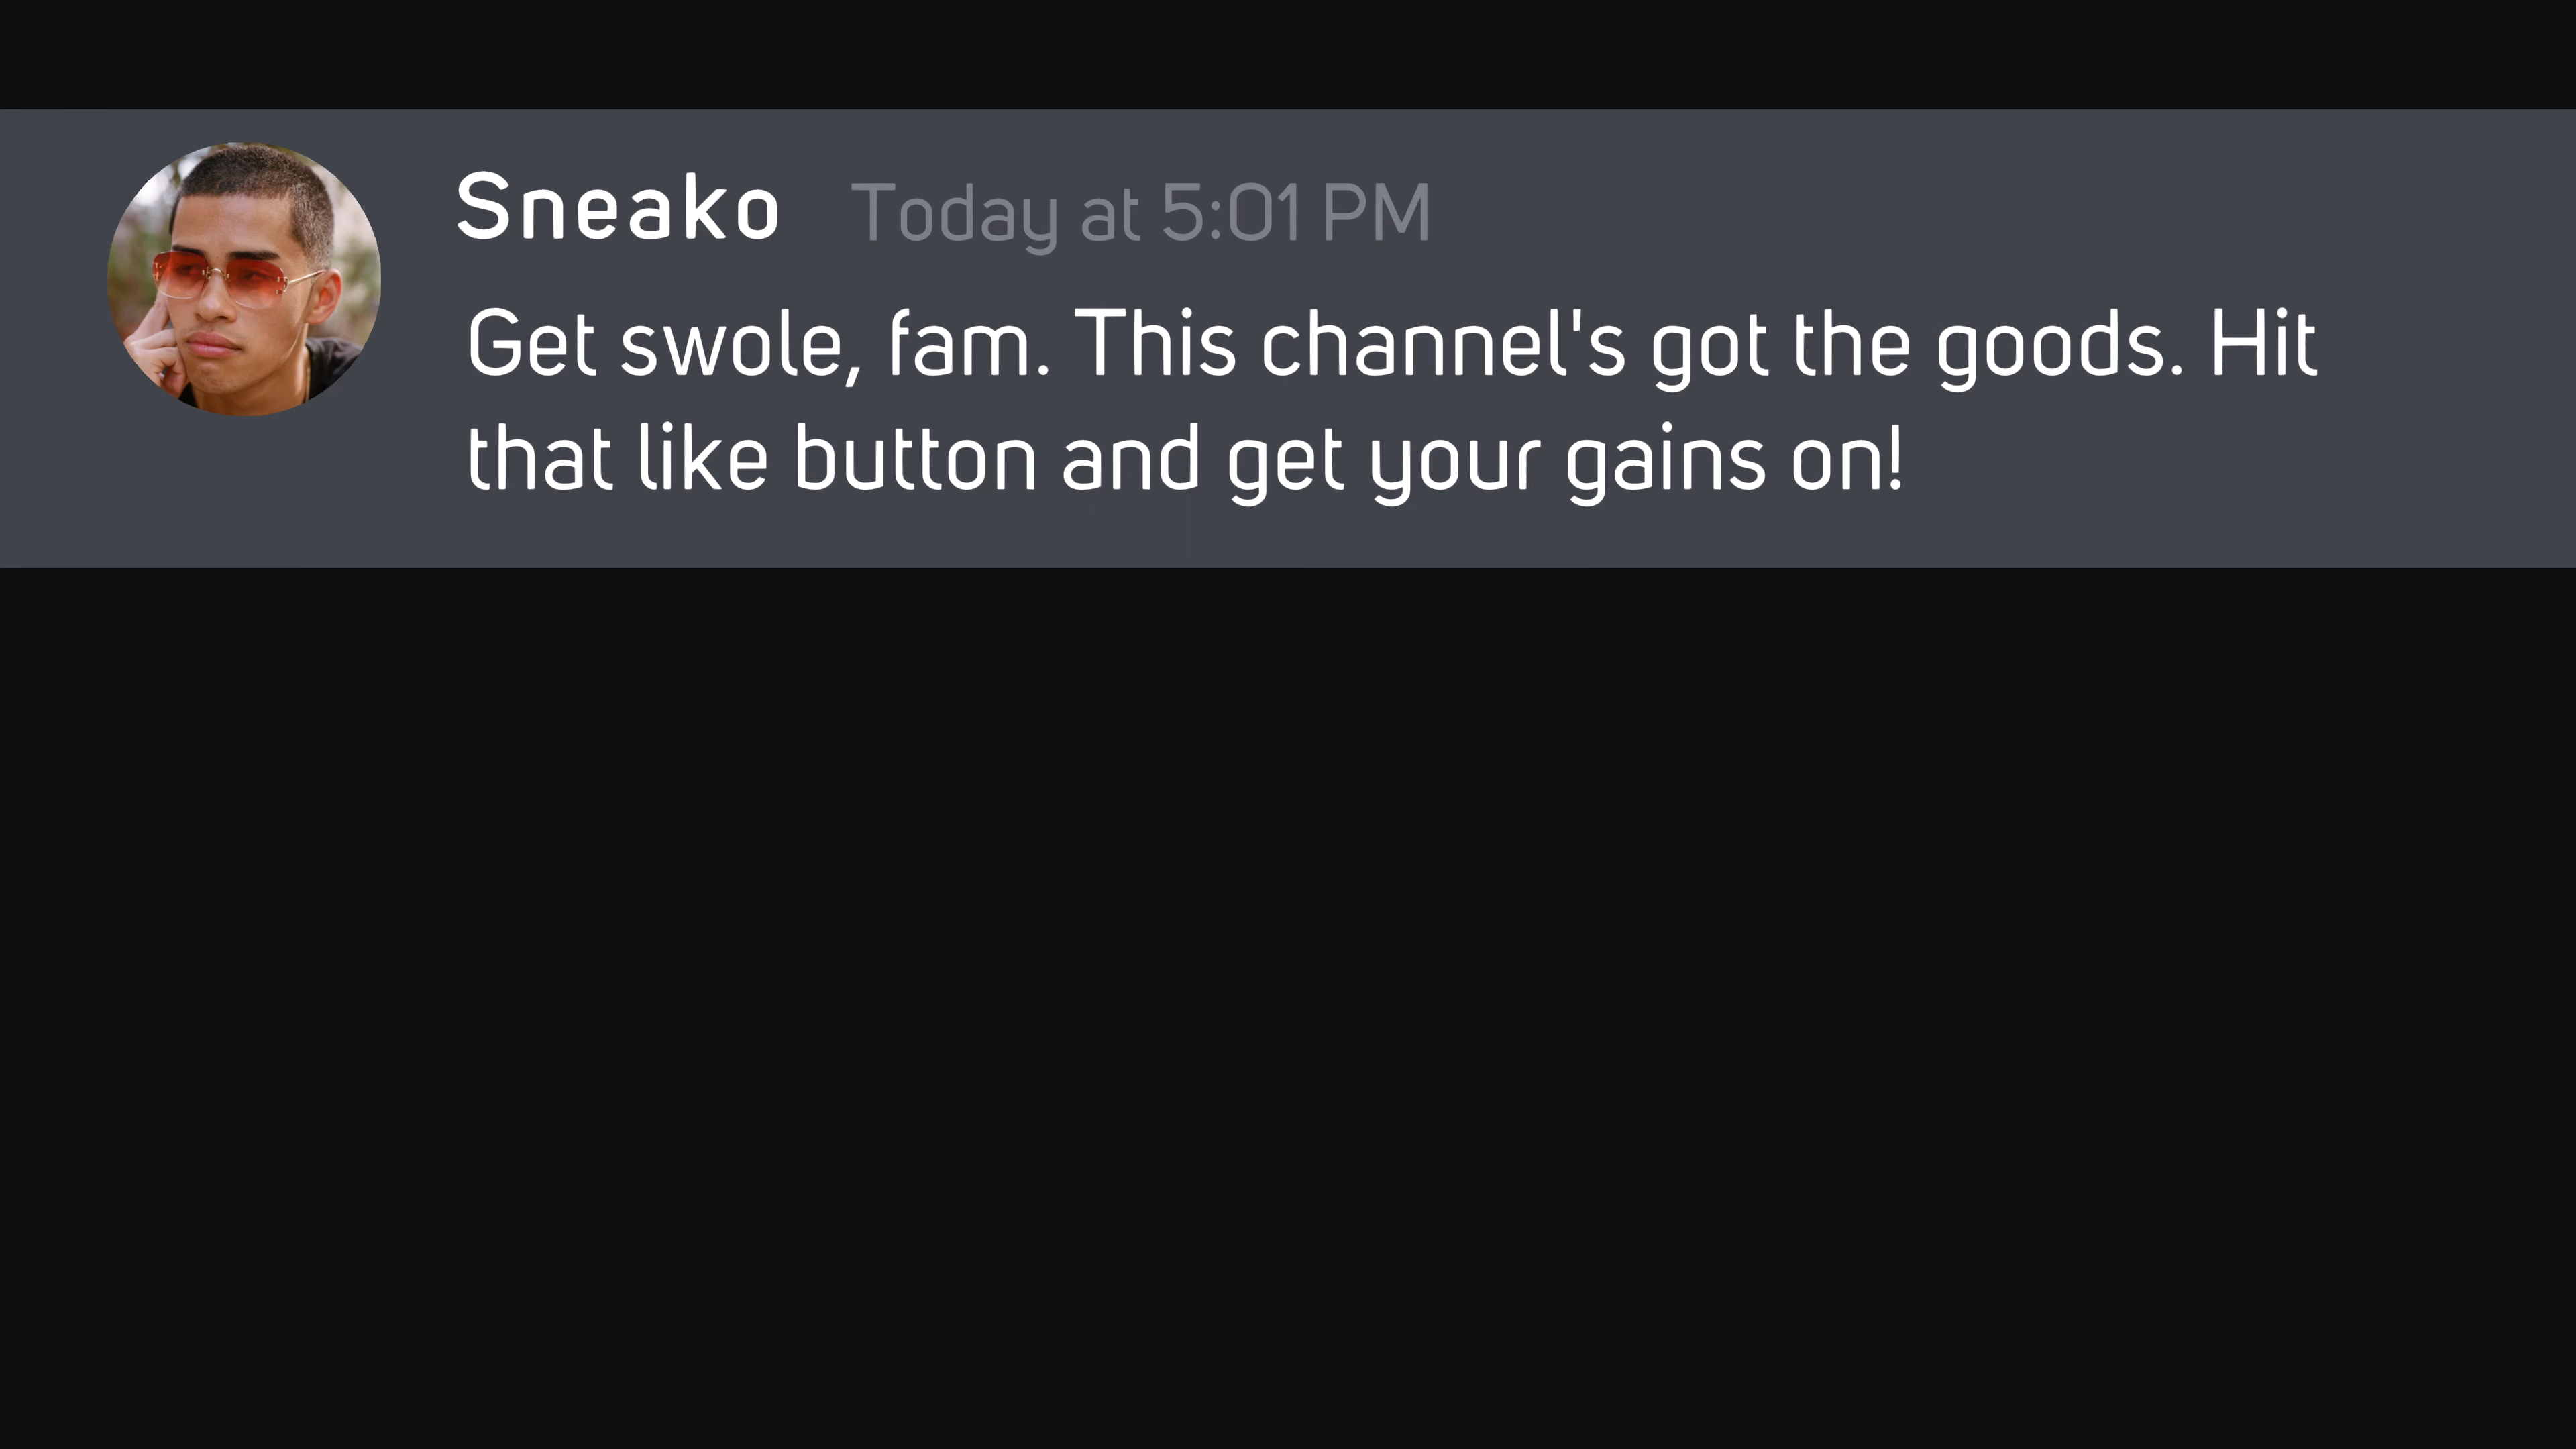 Sneako Today at 5:01 PM
Get swole, fam. This channel's got the goods. Hit
that like button and get your gains on!